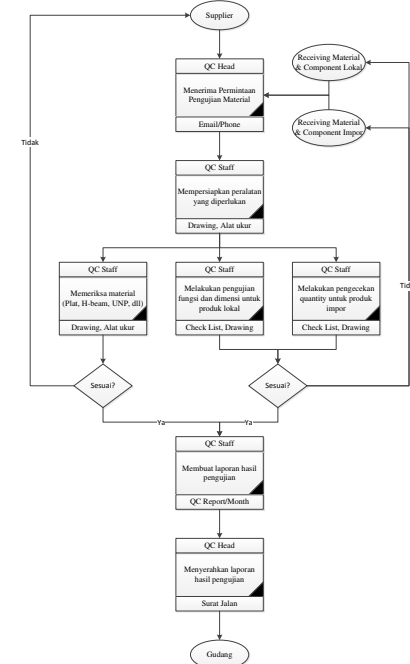 Supplier
QC Head
Menerima Permintaan
Pengujian Material
Email/Phone
Receiving Material
& Component Lokal
Receiving Material
& Component Impor
Tidak
QC Staff
Mempersiapkan peralatan
yang diperlukan
Drawing, Alat ukur
QC Staff
Memeriksa material
(Plat, H-beam, UNP, dll)
Drawing, Alat ukur
QC Staff
Melakukan pengujian
fungsi dan dimensi untuk
produk lokal
Check List, Drawing
QC Staff
Melakukan pengecekan
quantity untuk produk
impor
Check List, Drawing
Tid
Sesuai?
Sesuai?
Ya
Ya
QC Staff
Membuat laporan hasil
pengujian
QC Report/Month
QC Head
Menyerahkan laporan
hasil pengujian
Surat Jalan
Gudang